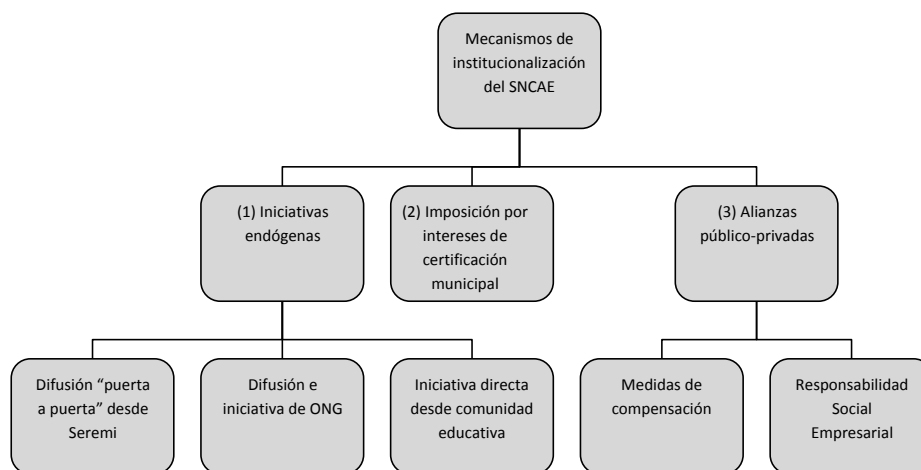 Mecanismos de
institucionalización
del SNCAE
(1) Iniciativas
endógenas
(2) Imposición por
intereses de
certificación
municipal
(3) Alianzas
público-privadas
Difusión “puerta
a puerta” desde
Seremi
Difusión e
iniciativa de ONG
Iniciativa directa
desde comunidad
educativa
Medidas de
compensación
Responsabilidad
Social
Empresarial